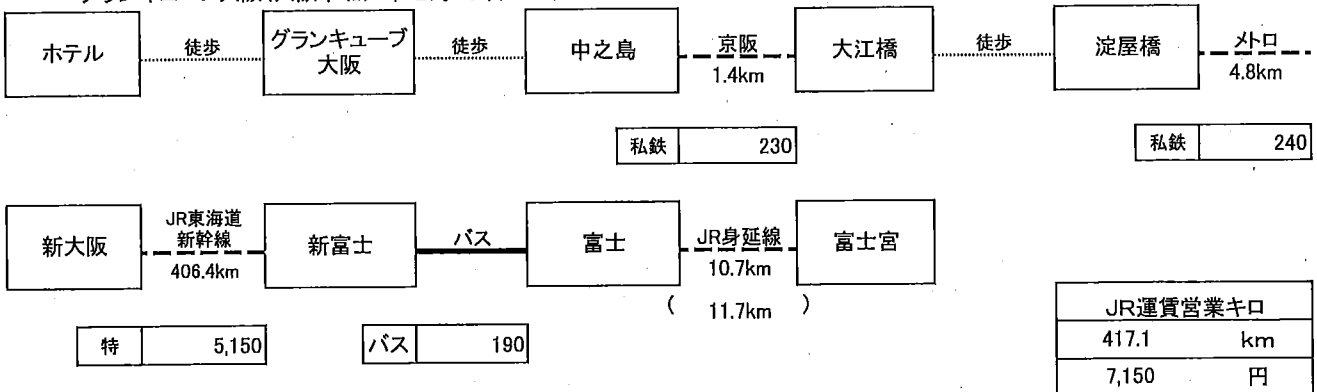 ホテル 徒歩 グランキューブ大阪 徒歩 中之島 京阪 1.4km 大江橋 徒歩 淀屋橋 メトロ 4.8km
私鉄 230
私鉄 240
新大阪 JR東海道新幹線 406.4km 新富士 バス 富士 JR身延線 10.7km ( 11.7km ) 富士宮
特 5,150
バス 190
JR運賃営業キロ
417.1 km
7,150 円